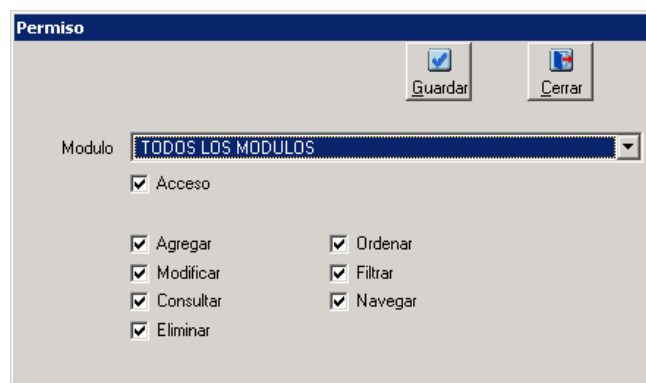 Permiso
Guardar Cerrar
Modulo TODOS LOS MODULOS
Acceso
Agregar Ordenar
Modificar Filtrar
Consultar Navegar
Eliminar